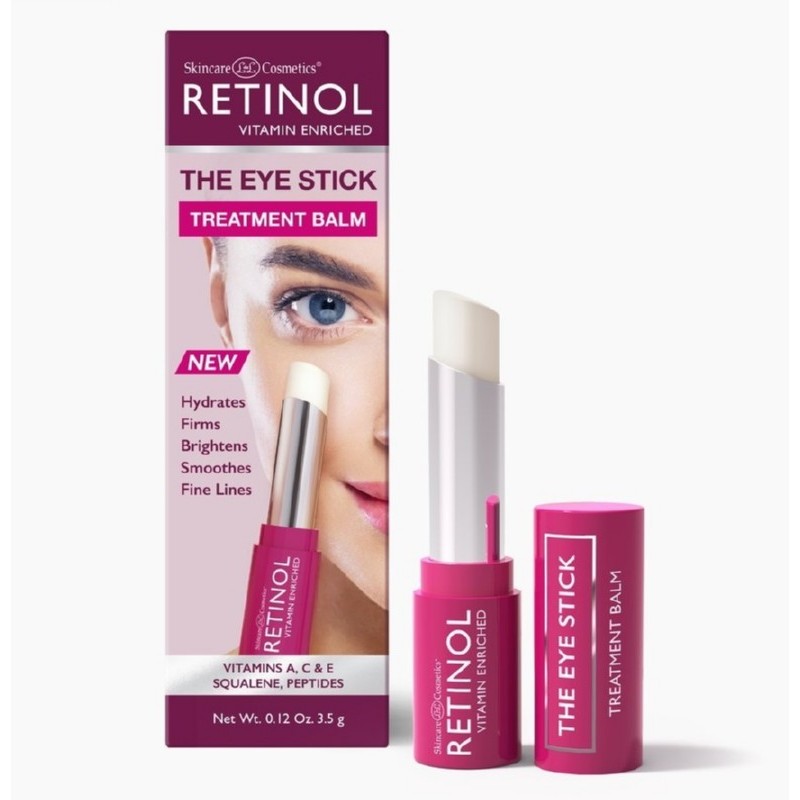 Skincare L&C Cosmetics®
RETINOL
VITAMIN ENRICHED
THE EYE STICK
TREATMENT BALM
NEW
Hydrates
Firms
Brightens
Smoothes
Fine Lines
Skincare L&C Cosmetics®
RETINOL
VITAMIN ENRICHED
VITAMINS A, C & E
SQUALENE, PEPTIDES
Net Wt. 0.12 Oz. 3.5 g
Skincare L&C Cosmetics®
RETINOL
VITAMIN ENRICHED
THE EYE STICK
TREATMENT BALM